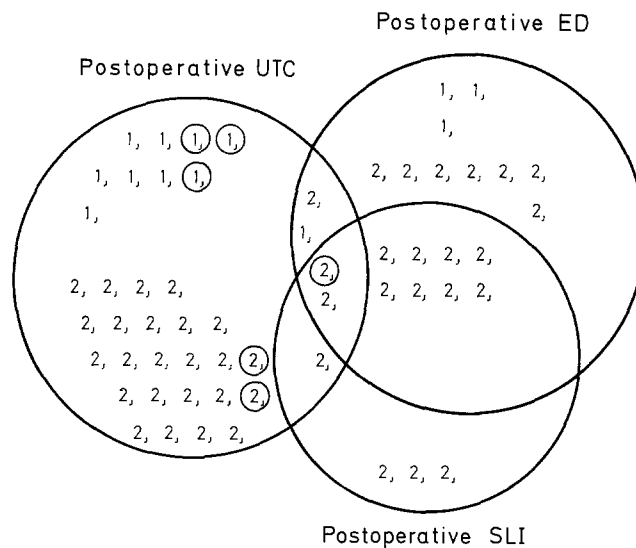 Postoperative ED
Postoperative UTC
1, 1,
1,
1, 1, 1, 1,
1, 1, 1, 1,
1,
2, 2, 2, 2, 2, 2,
2,
2,
1,
2, 2, 2, 2,
2, 2, 2, 2,
2,
2,
2, 2, 2, 2,
2, 2, 2, 2, 2,
2, 2, 2, 2, 2, 2,
2, 2, 2, 2, 2,
2, 2, 2, 2,
2,
2, 2, 2,
Postoperative SLI